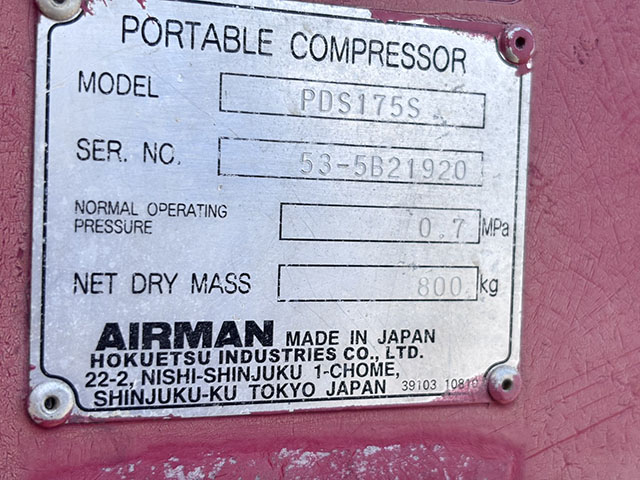 PORTABLE COMPRESSOR
MODEL PDS175S
SER. NO. 53-5B21920
NORMAL OPERATING
PRESSURE 0.7 MPa
NET DRY MASS 800 kg
AIRMAN MADE IN JAPAN
HOKUETSU INDUSTRIES CO., LTD.
22-2, NISHI-SHINJUKU 1-CHOME,
SHINJUKU-KU TOKYO JAPAN 39103